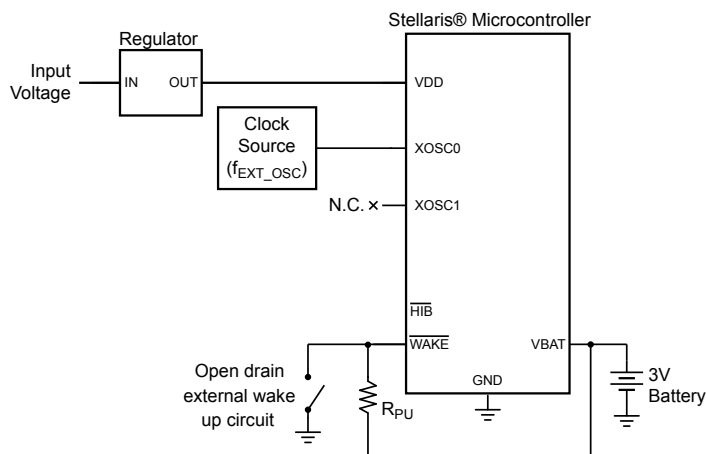 Stellaris® Microcontroller
Regulator
Input
Voltage
IN OUT
VDD
Clock
Source
(fEXT_OSC)
XOSC0
N.C.
XOSC1
HIB
WAKE
VBAT
Open drain
external wake
up circuit
RPU
GND
3V
Battery